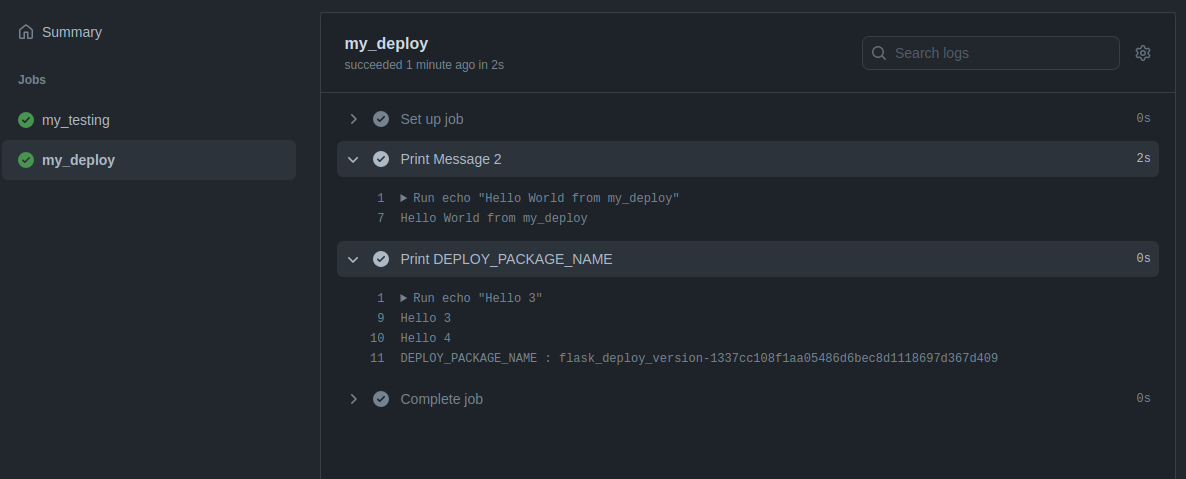 Summary
Jobs
my_testing
my_deploy
my_deploy
succeeded 1 minute ago in 2s
Search logs
Set up job 0s
Print Message 2 2s
1 Run echo "Hello World from my_deploy"
7 Hello World from my_deploy
Print DEPLOY_PACKAGE_NAME 0s
1 Run echo "Hello 3"
9 Hello 3
10 Hello 4
11 DEPLOY_PACKAGE_NAME : flask_deploy_version-1337cc108f1aa05486d6bec8d1118697d367d409
Complete job 0s